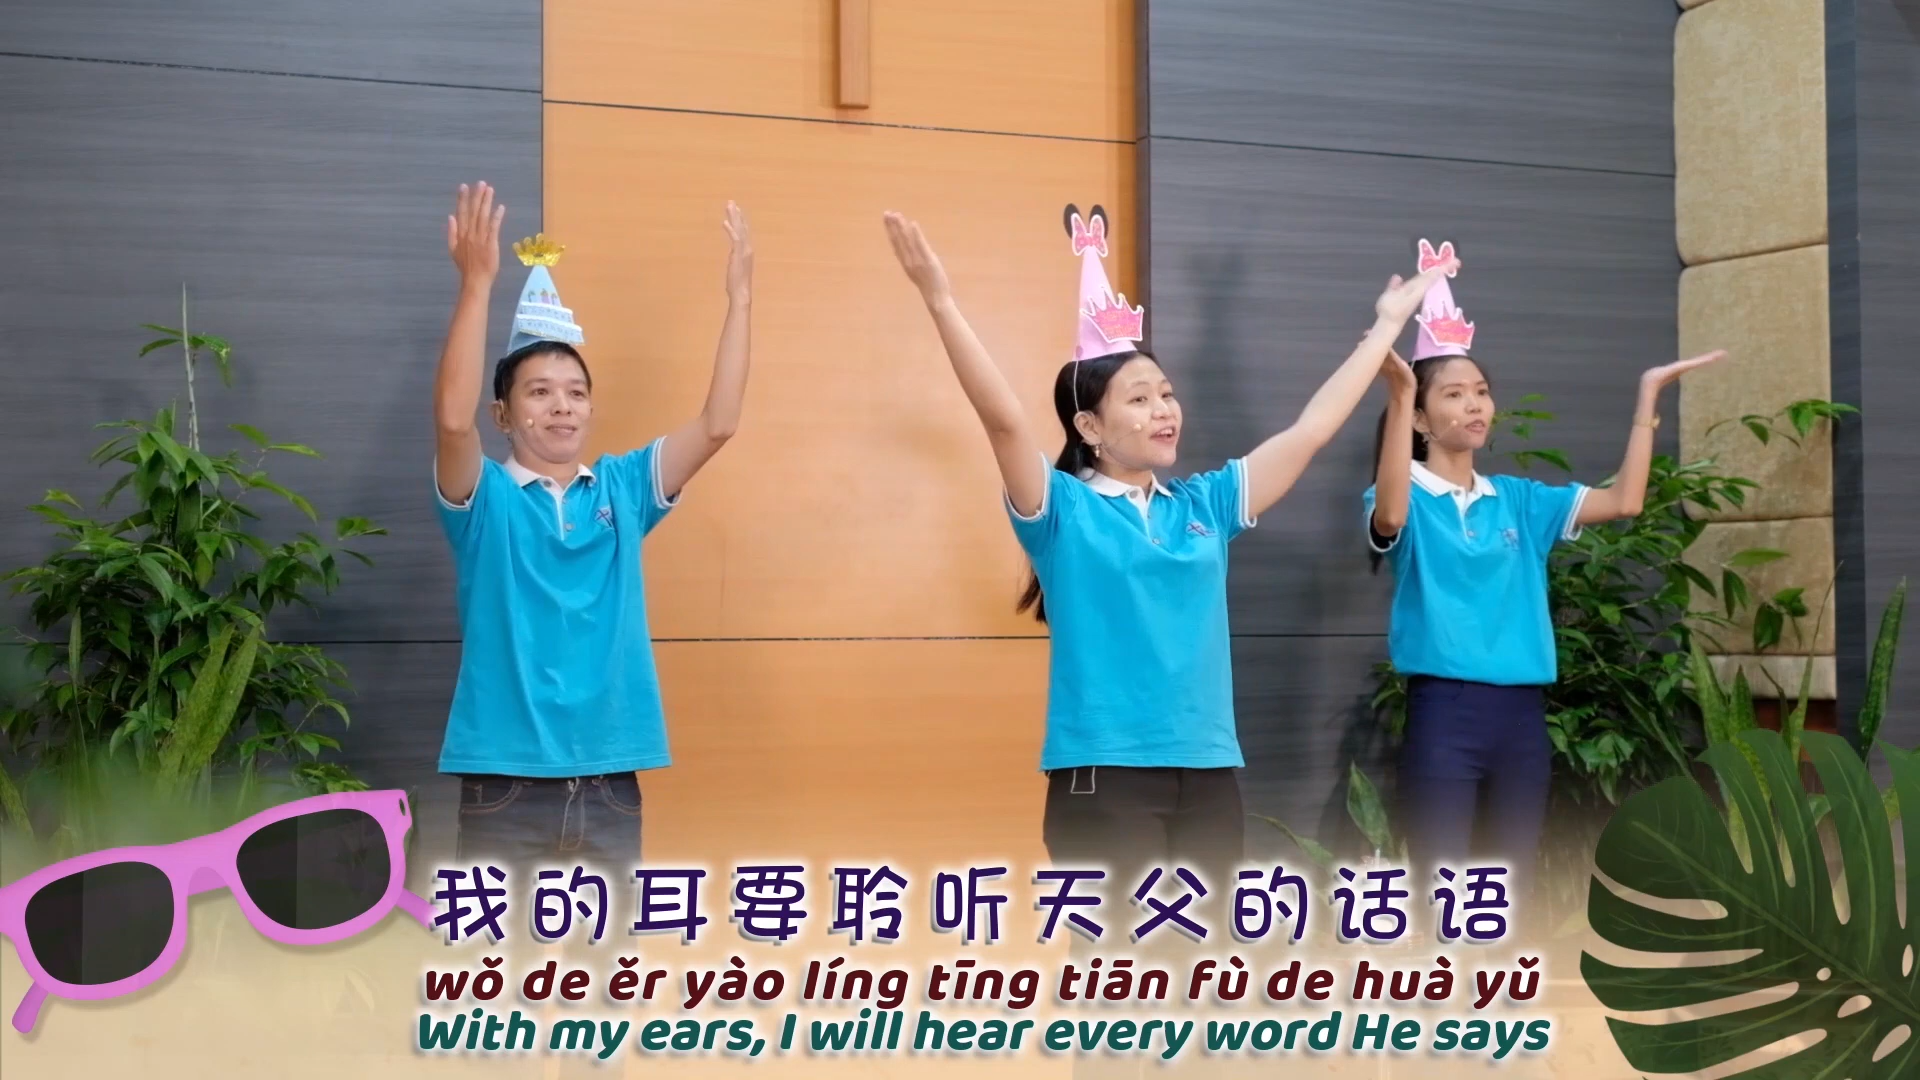 我的耳要聆听天父的话语
wǒ de ěr yào líng tīng tiān fù de huà yǔ
With my ears, I will hear every word He says